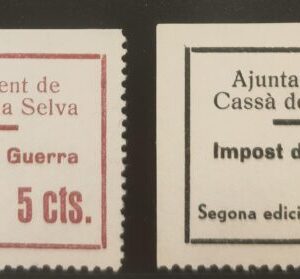 ent de
a Selva
Guerra
5 cts.
Ajunta
Cassà de
Impost d
Segona edici